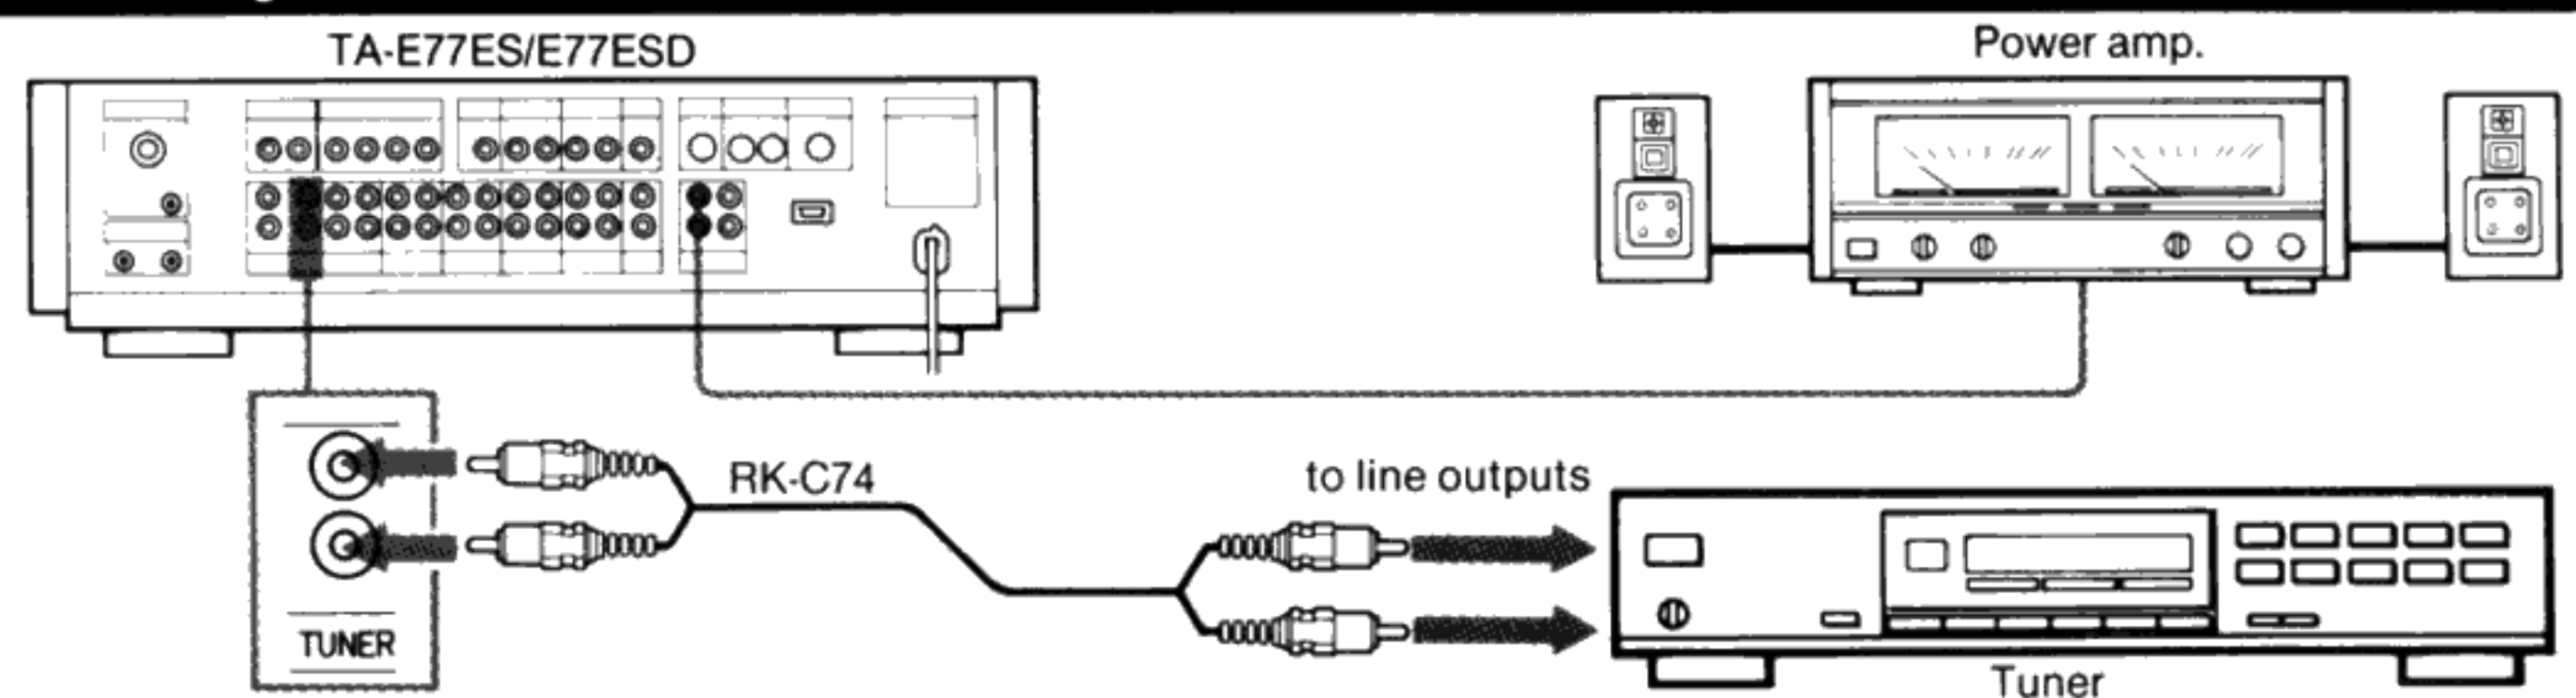 TA-E77ES/E77ESD
Power amp.
RK-C74
to line outputs
TUNER
Tuner